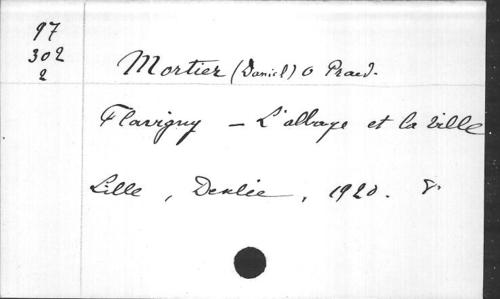 97
302
2
Mortier (Daniel) O Praed.
Flavigny — L'abbaye et la ville
Lille, Desclée, 1920. 8.